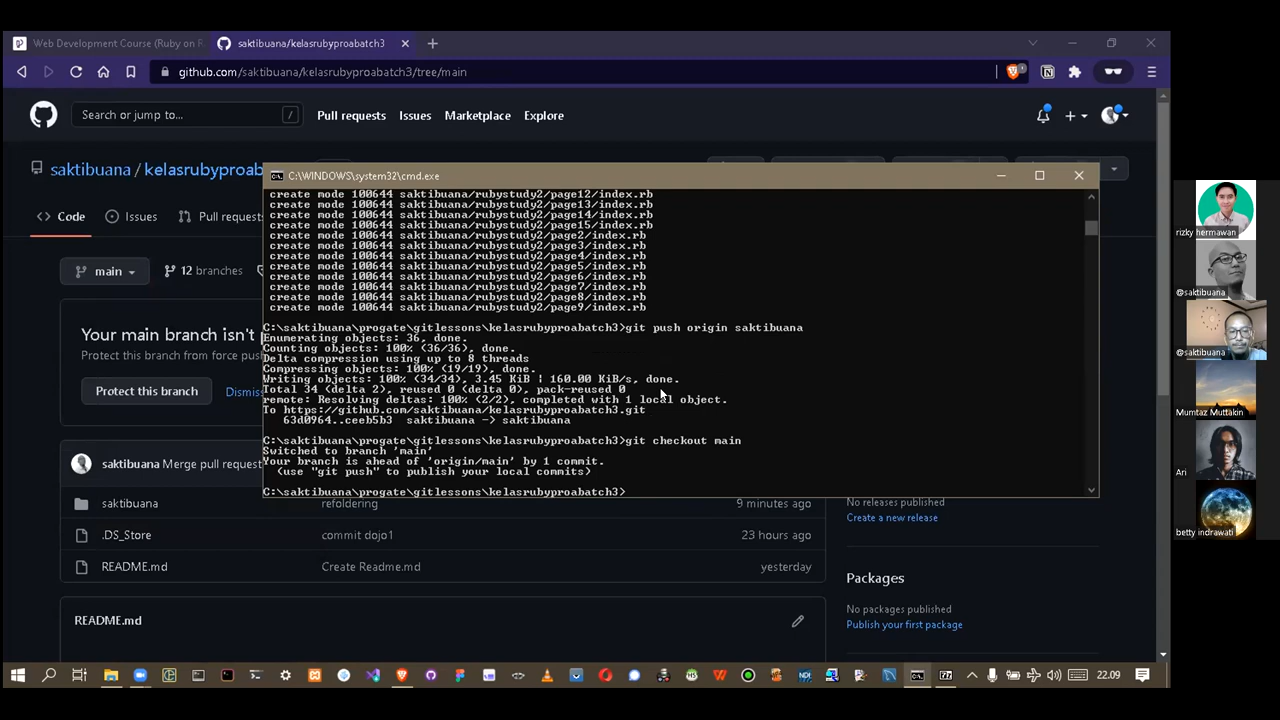 Web Development Course (Ruby on R
saktibuana/kelasrubyproabatch3
github.com/saktibuana/kelasrubyproabatch3/tree/main
Search or jump to...
/
Pull requests
Issues
Marketplace
Explore
saktibuana / kelasrubyproab
Code
Issues
Pull requests
main
12 branches
Your main branch isn't
Protect this branch from force
Protect this branch
Dismiss
saktibuana Merge pull request
C:\WINDOWS\system32\cmd.exe
create mode 100644 saktibuana/rubystudy2/page12/index.rb
create mode 100644 saktibuana/rubystudy2/page13/index.rb
create mode 100644 saktibuana/rubystudy2/page14/index.rb
create mode 100644 saktibuana/rubystudy2/page15/index.rb
create mode 100644 saktibuana/rubystudy2/page2/index.rb
create mode 100644 saktibuana/rubystudy2/page3/index.rb
create mode 100644 saktibuana/rubystudy2/page4/index.rb
create mode 100644 saktibuana/rubystudy2/page5/index.rb
create mode 100644 saktibuana/rubystudy2/page6/index.rb
create mode 100644 saktibuana/rubystudy2/page7/index.rb
create mode 100644 saktibuana/rubystudy2/page8/index.rb
create mode 100644 saktibuana/rubystudy2/page9/index.rb
C:\saktibuana\progate\gitlessons\kelasrubyproabatch3>git push origin saktibuana
Enumerating objects: 36, done.
Counting objects: 100% (36/36), done.
Delta compression using up to 8 threads
Compressing objects: 100% (19/19), done.
Writing objects: 100% (34/34), 3.45 KiB | 160.00 KiB/s, done.
Total 34 (delta 2), reused 0 (delta 0), pack-reused 0
remote: Resolving deltas: 100% (2/2), completed with 1 local object.
To https://github.com/saktibuana/kelasrubyproabatch3.git
63d0964..ceeb5b3 saktibuana -> saktibuana
C:\saktibuana\progate\gitlessons\kelasrubyproabatch3>git checkout main
Switched to branch 'main'
Your branch is ahead of 'origin/main' by 1 commit.
(use "git push" to publish your local commits)
C:\saktibuana\progate\gitlessons\kelasrubyproabatch3>
saktibuana refoldering 9 minutes ago
.DS_Store commit dojo1 23 hours ago
README.md Create Readme.md yesterday
README.md
No releases published
Create a new release
Packages
No packages published
Publish your first package
rizky hermawan
@saktibuana
@saktibuana
Mumtaz Muttakin
Ari
betty indrawati
22.09